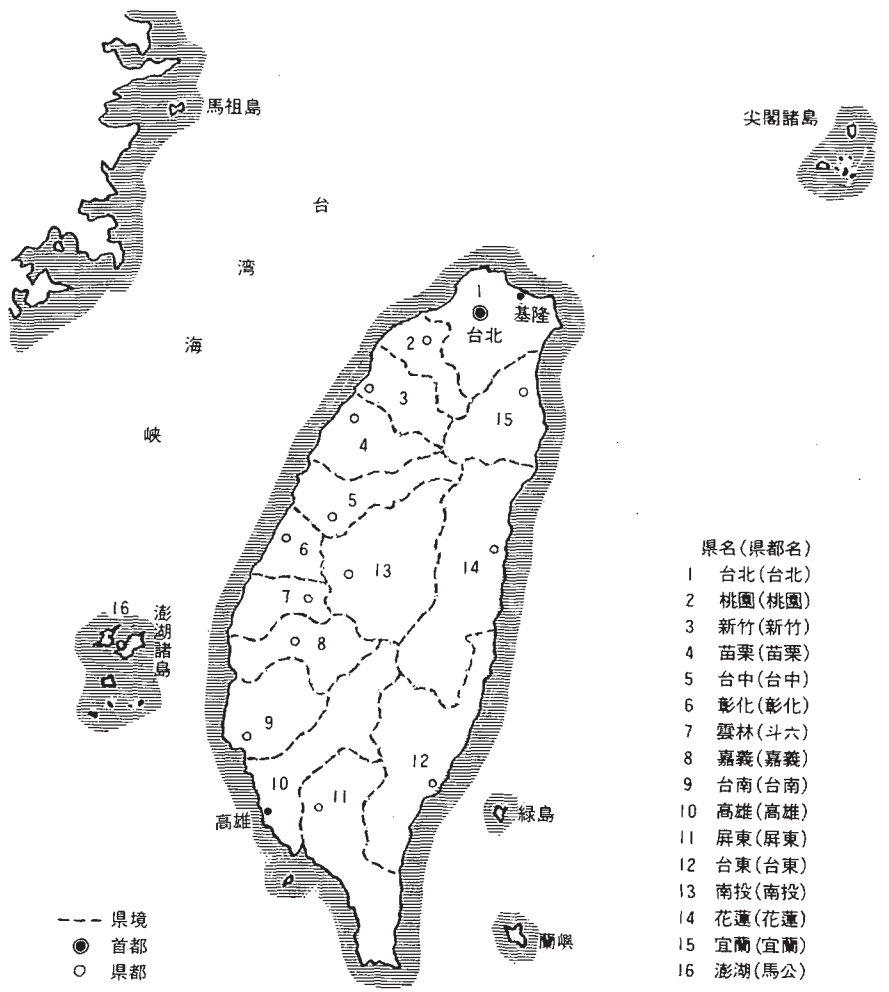 馬祖島
尖閣諸島
台湾海峡
1
基隆
台北
2
3
15
4
5
6
13
14
7
16
澎湖諸島
8
9
12
10
11
高雄
緑島
蘭嶼
県境
首都
県都
県名(県都名)
1 台北(台北)
2 桃園(桃園)
3 新竹(新竹)
4 苗栗(苗栗)
5 台中(台中)
6 彰化(彰化)
7 雲林(斗六)
8 嘉義(嘉義)
9 台南(台南)
10 高雄(高雄)
11 屏東(屏東)
12 台東(台東)
13 南投(南投)
14 花蓮(花蓮)
15 宜蘭(宜蘭)
16 澎湖(馬公)